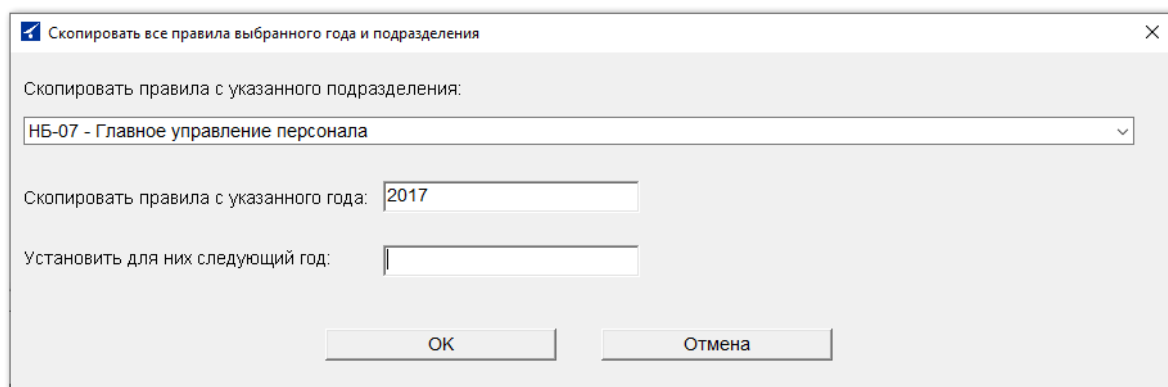 Скопировать все правила выбранного года и подразделения
Скопировать правила с указанного подразделения:
НБ-07 - Главное управление персонала
Скопировать правила с указанного года: 2017
Установить для них следующий год:
OK Отмена